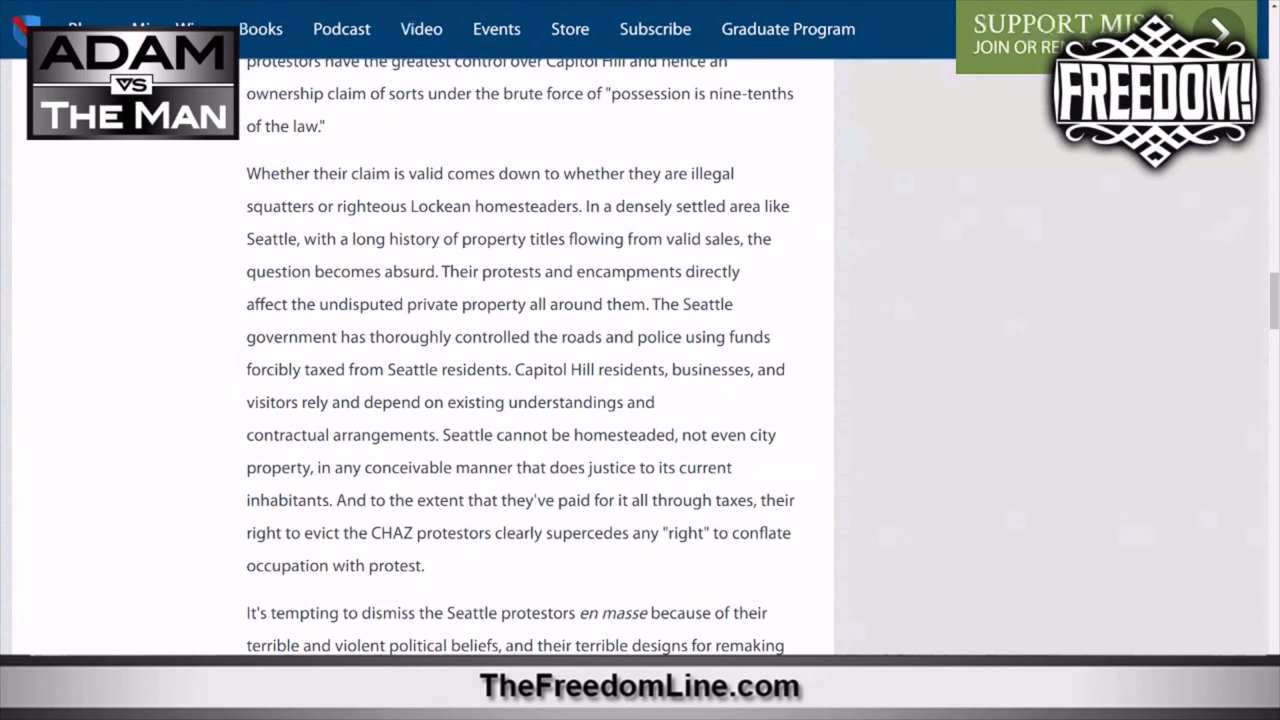 Books Podcast Video Events Store Subscribe Graduate Program
SUPPORT
JOIN OR
ADAM
VS
THE MAN
FREEDOM!
protestors have the greatest control over Capitol Hill and hence an
ownership claim of sorts under the brute force of "possession is nine-tenths
of the law."
Whether their claim is valid comes down to whether they are illegal
squatters or righteous Lockean homesteaders. In a densely settled area like
Seattle, with a long history of property titles flowing from valid sales, the
question becomes absurd. Their protests and encampments directly
affect the undisputed private property all around them. The Seattle
government has thoroughly controlled the roads and police using funds
forcibly taxed from Seattle residents. Capitol Hill residents, businesses, and
visitors rely and depend on existing understandings and
contractual arrangements. Seattle cannot be homesteaded, not even city
property, in any conceivable manner that does justice to its current
inhabitants. And to the extent that they've paid for it all through taxes, their
right to evict the CHAZ protestors clearly supercedes any "right" to conflate
occupation with protest.
It's tempting to dismiss the Seattle protestors en masse because of their
terrible and violent political beliefs, and their terrible designs for remaking
TheFreedomLine.com